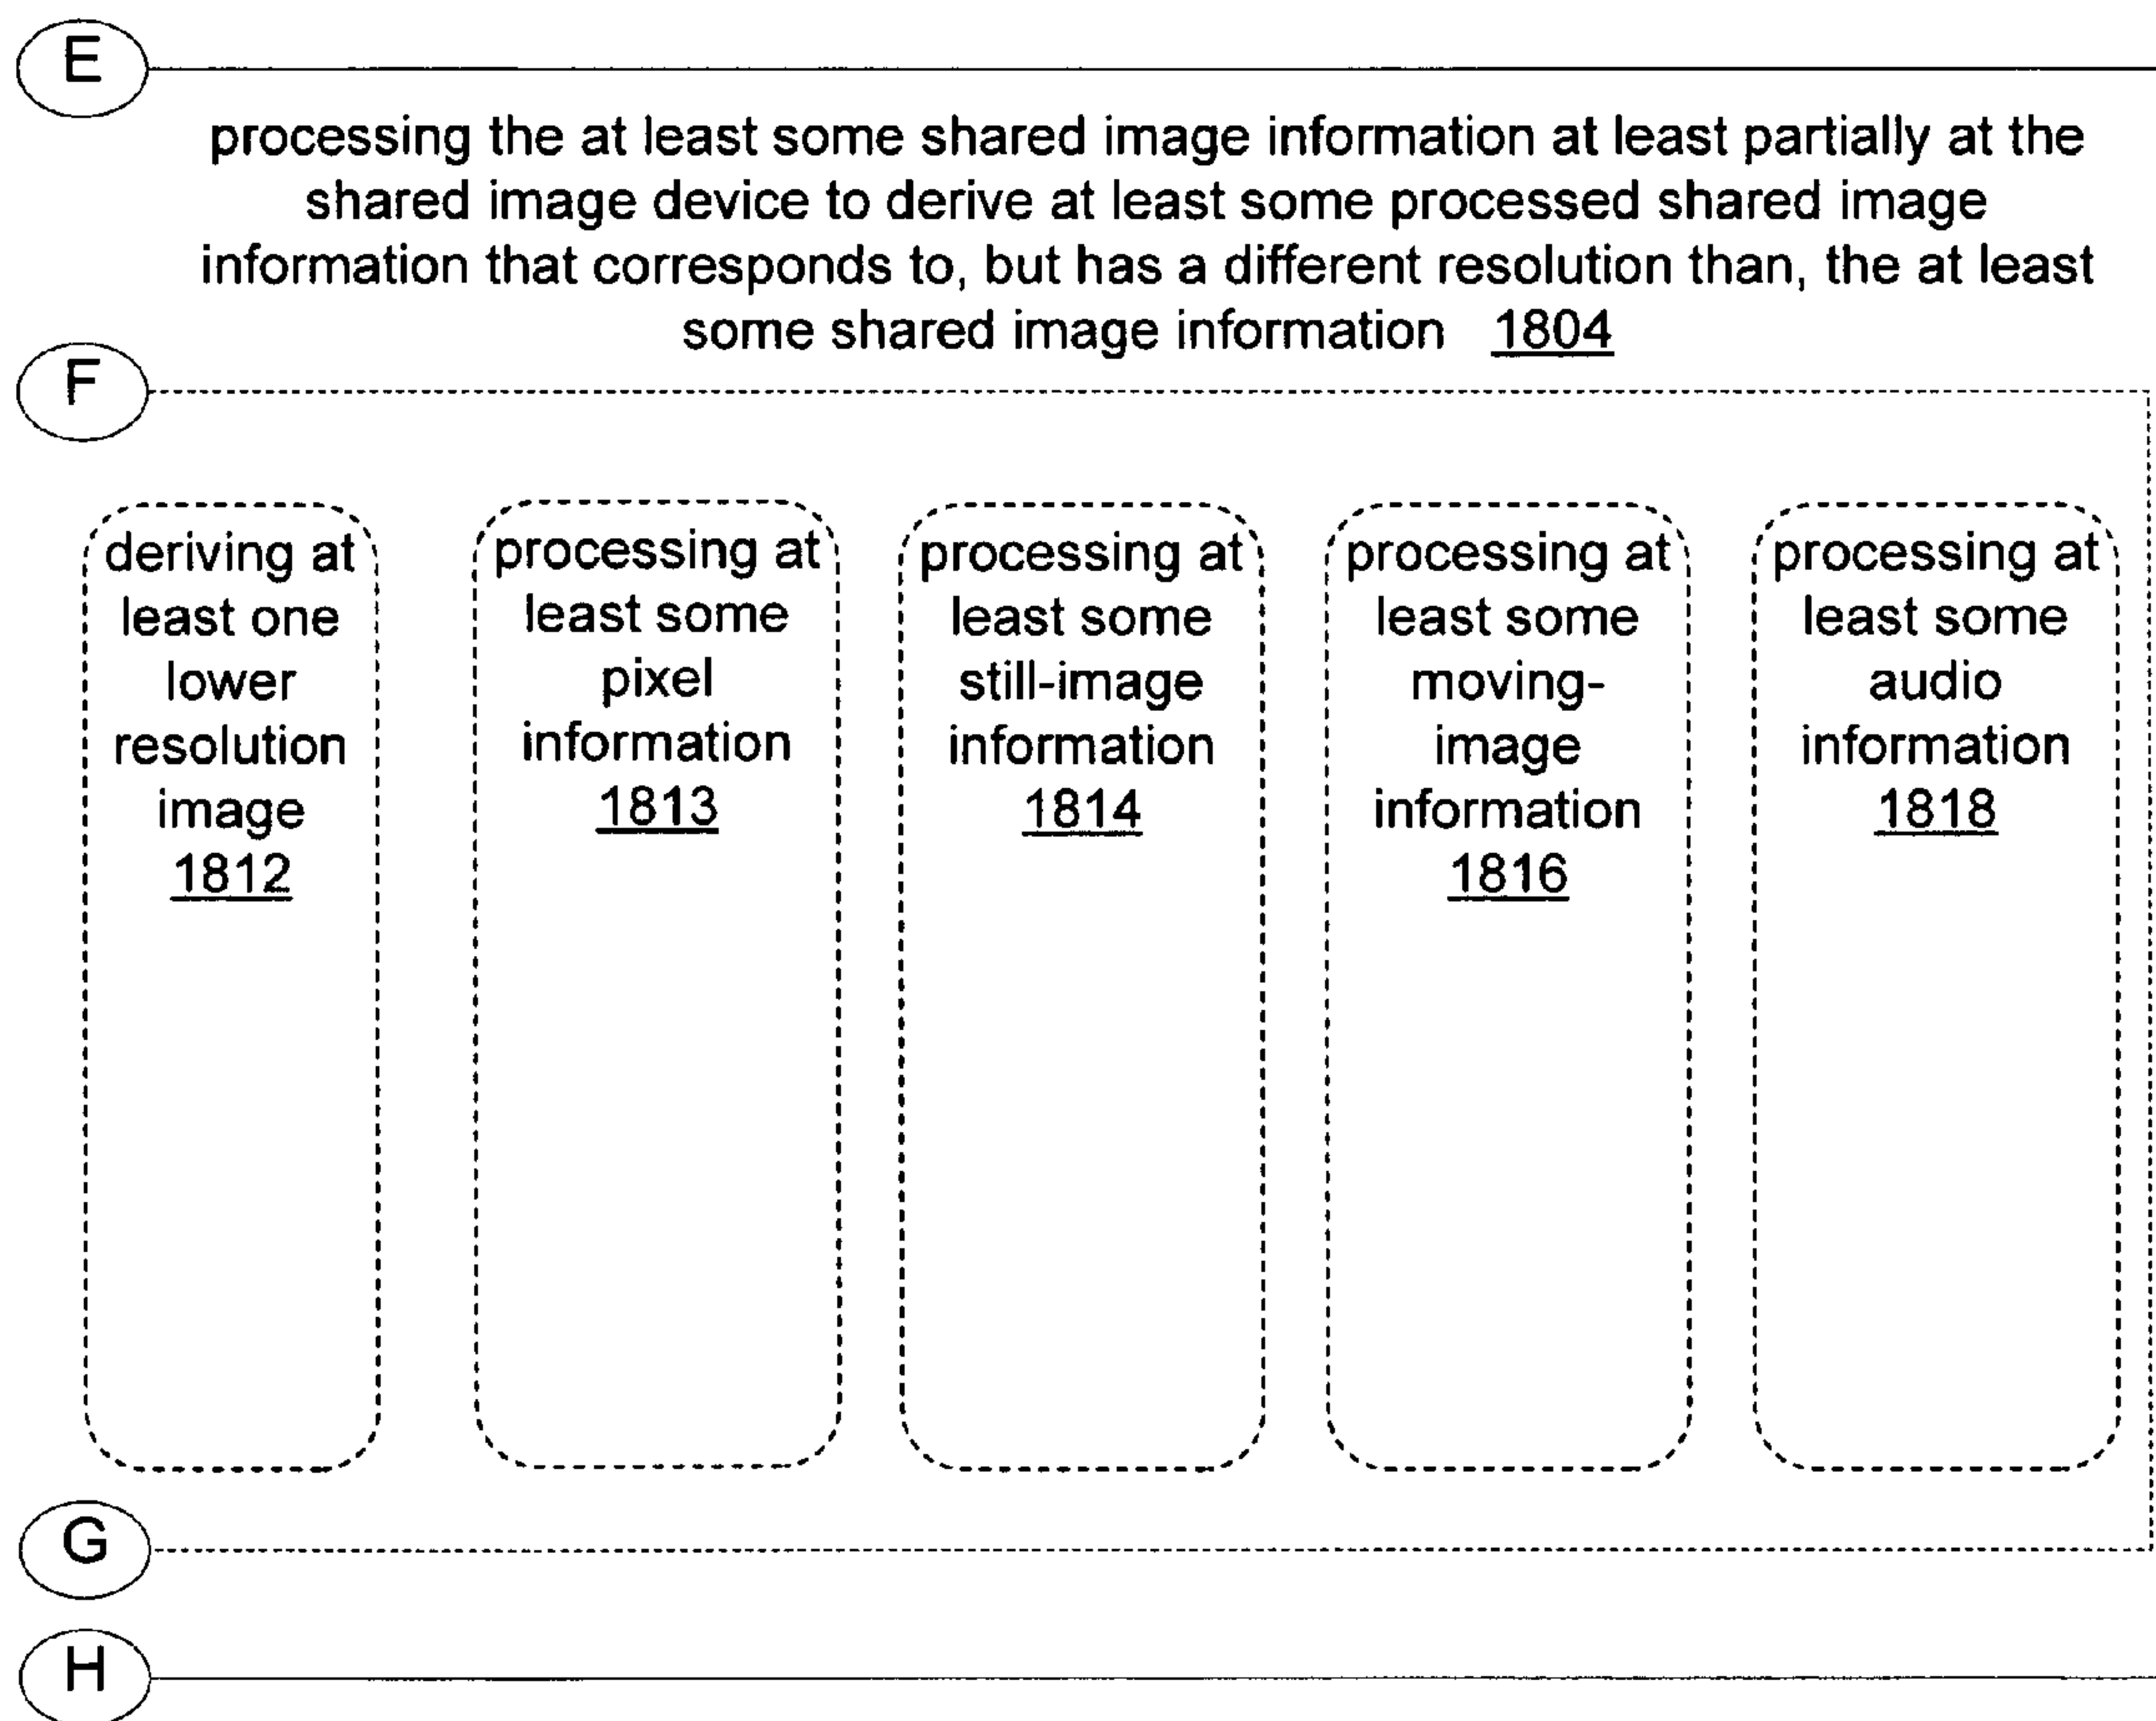 E
processing the at least some shared image information at least partially at the
shared image device to derive at least some processed shared image
information that corresponds to, but has a different resolution than, the at least
some shared image information 1804
F
deriving at
least one
lower
resolution
image
1812
processing at
least some
pixel
information
1813
processing at
least some
still-image
information
1814
processing at
least some
moving-
image
information
1816
processing at
least some
audio
information
1818
G
H